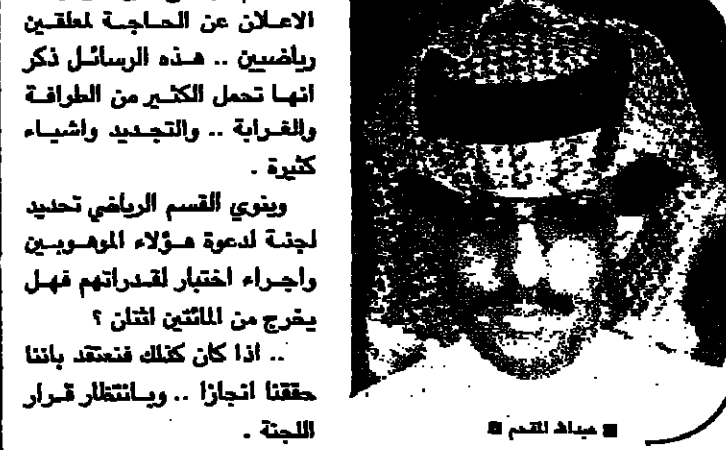 الاعلان عن الحاجة لمعلقين
رياضيين .. هذه الرسائل ذكر
انها تحمل الكثير من الطرافة
والغرابة .. والتجديد واشياء
كثيرة .
وينوي القسم الرياضي تحديد
لجنة لدعوة هؤلاء الموهوبين
واجراء اختبار لقدراتهم فهل
يخرج من المائتين اثنان ؟
.. اذا كان كذلك فنعتقد باننا
حققنا انجازا .. وبانتظار قرار
اللجنة .
عبدالله المقدم